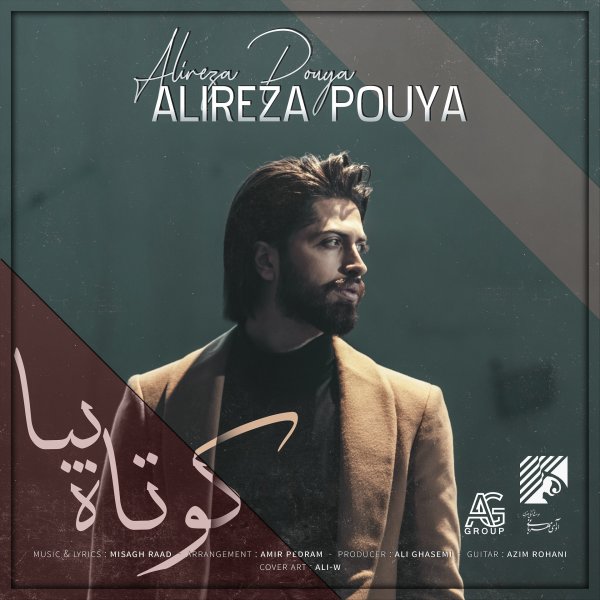 Alireza Pouya
ALIREZA POUYA
کوتاه بیا
AG
GROUP
MUSIC & LYRICS : MISAGH RAAD - ARRANGEMENT : AMIR PEDRAM - PRODUCER : ALI GHASEMI - GUITAR : AZIM ROHANI
COVER ART : ALI-W